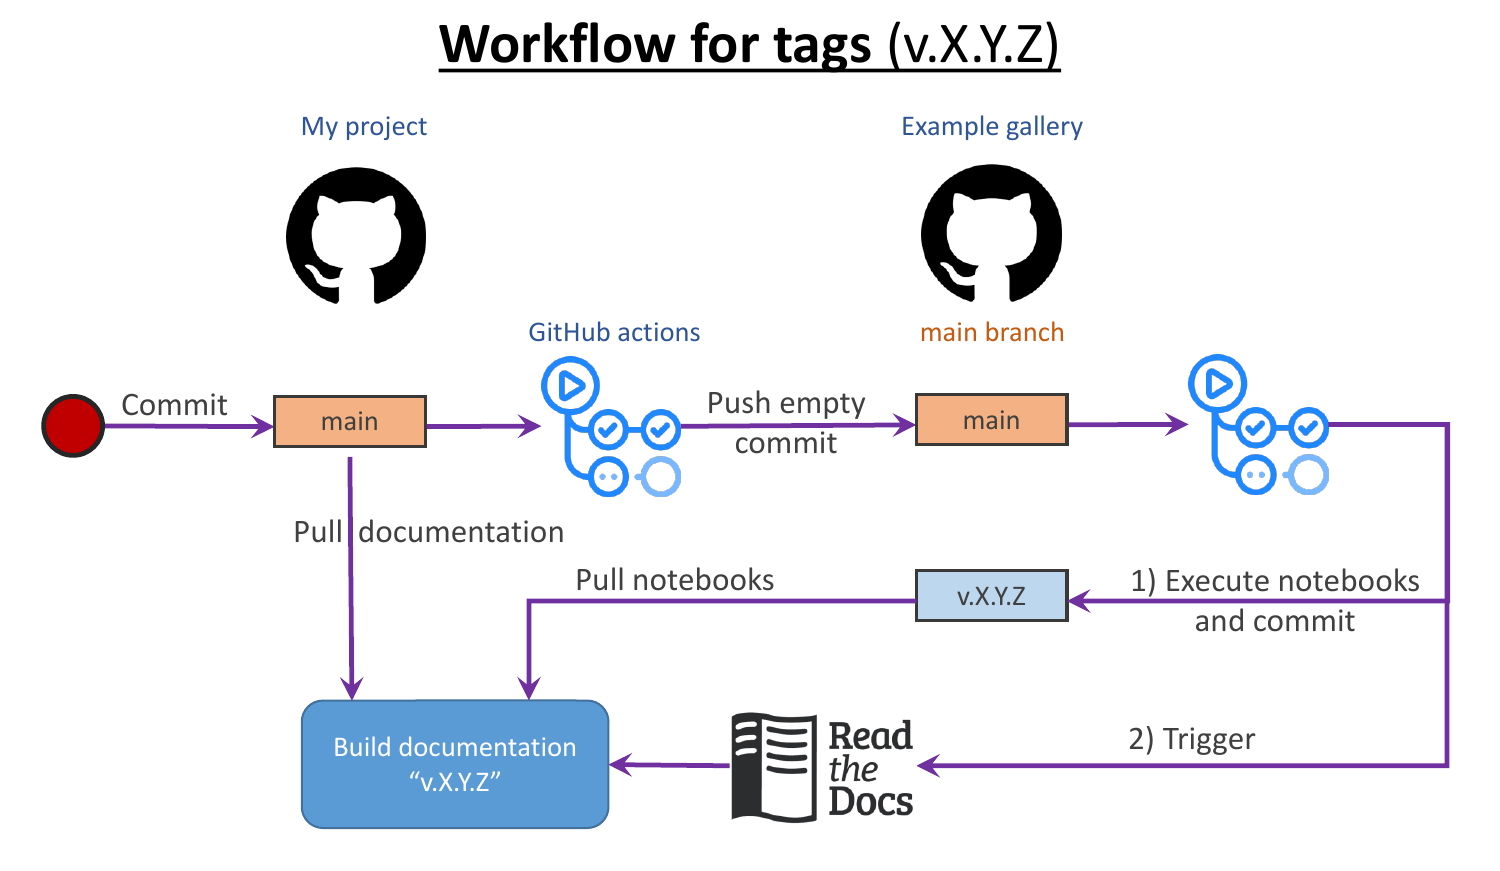 Workflow for tags (v.X.Y.Z)
My project
Example gallery
GitHub actions
main branch
Commit
main
Push empty
commit
main
Pull documentation
Pull notebooks
v.X.Y.Z
1) Execute notebooks
and commit
Build documentation
“v.X.Y.Z”
Read
the
Docs
2) Trigger